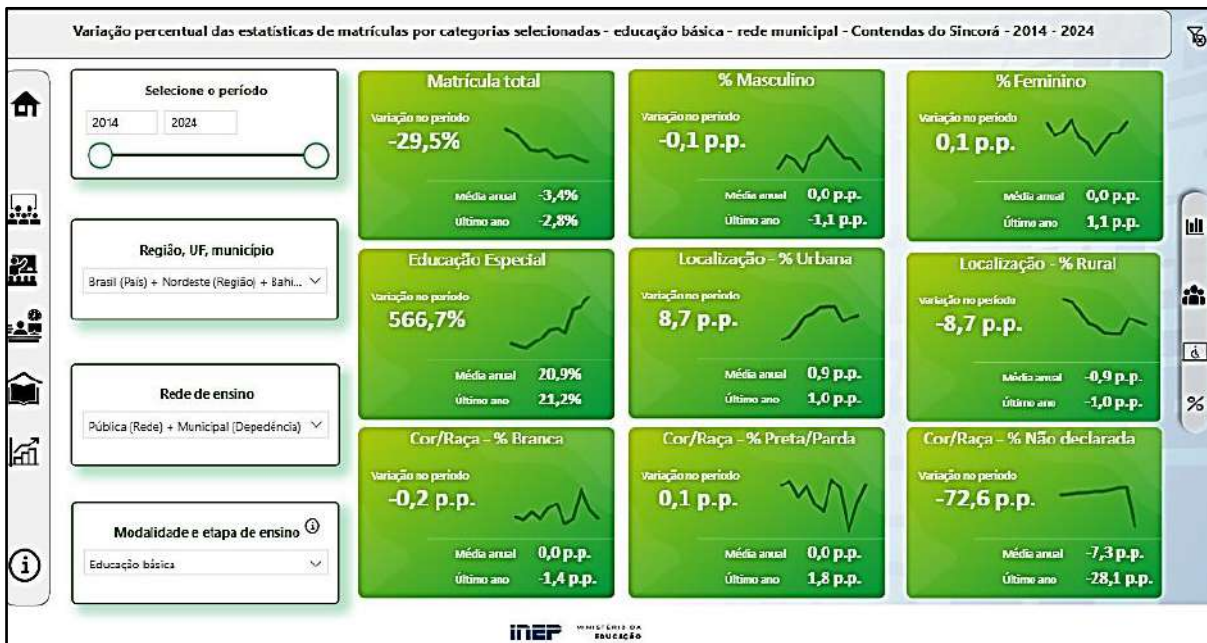 Variação percentual das estatísticas de matrículas por categorias selecionadas - educação básica - rede municipal - Contendas do Sincorá - 2014 - 2024
Selecione o período
2014 2024
Região, UF, município
Brasil (País) + Nordeste (Região) + Bahi...
Rede de ensino
Pública (Rede) + Municipal (Depedência)
Modalidade e etapa de ensino
Educação básica
Matrícula total
Variação no período
-29,5%
Média anual -3,4%
Último ano -2,8%
% Masculino
Variação no período
-0,1 p.p.
Média anual 0,0 p.p.
Último ano -1,1 p.p.
% Feminino
Variação no período
0,1 p.p.
Média anual 0,0 p.p.
Último ano 1,1 p.p.
Educação Especial
Variação no período
566,7%
Média anual 20,9%
Último ano 21,2%
Localização - % Urbana
Variação no período
8,7 p.p.
Média anual 0,9 p.p.
Último ano 1,0 p.p.
Localização - % Rural
Variação no período
-8,7 p.p.
Média anual -0,9 p.p.
Último ano -1,0 p.p.
Cor/Raça - % Branca
Variação no período
-0,2 p.p.
Média anual 0,0 p.p.
Último ano -1,4 p.p.
Cor/Raça - % Preta/Parda
Variação no período
0,1 p.p.
Média anual 0,0 p.p.
Último ano 1,8 p.p.
Cor/Raça - % Não declarada
Variação no período
-72,6 p.p.
Média anual -7,3 p.p.
Último ano -28,1 p.p.
inep MINISTÉRIO DA
EDUCAÇÃO